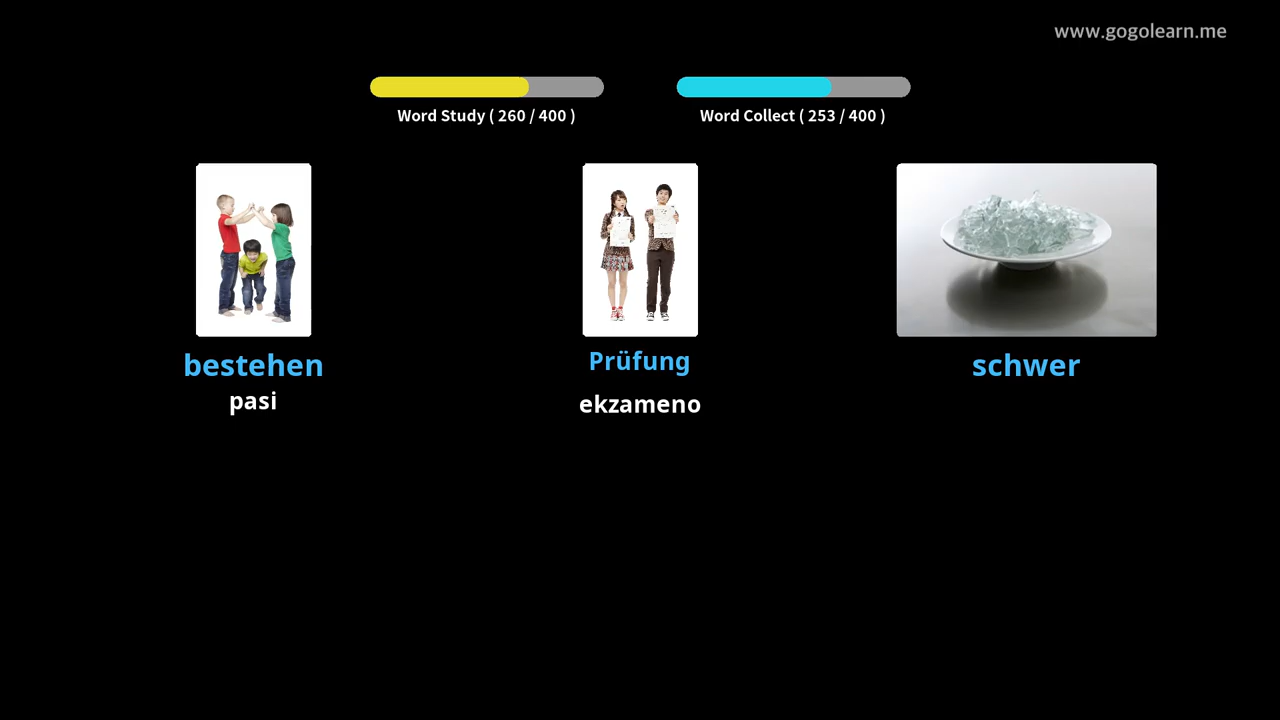 www.gogolearn.me
Word Study ( 260 / 400 )
Word Collect ( 253 / 400 )
bestehen
pasi
Prüfung
ekzameno
schwer